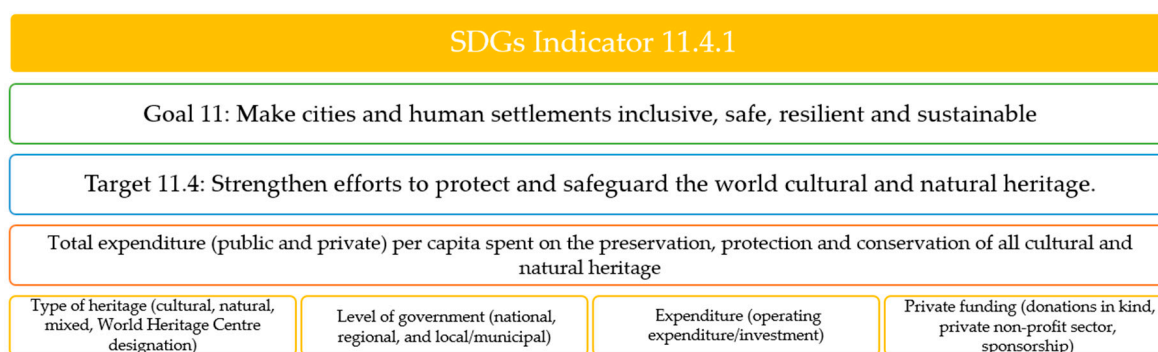 SDGs Indicator 11.4.1
Goal 11: Make cities and human settlements inclusive, safe, resilient and sustainable
Target 11.4: Strengthen efforts to protect and safeguard the world cultural and natural heritage.
Total expenditure (public and private) per capita spent on the preservation, protection and conservation of all cultural and
natural heritage
Type of heritage (cultural, natural,
mixed, World Heritage Centre
designation)
Level of government (national,
regional, and local/municipal)
Expenditure (operating
expenditure/investment)
Private funding (donations in kind,
private non-profit sector,
sponsorship)